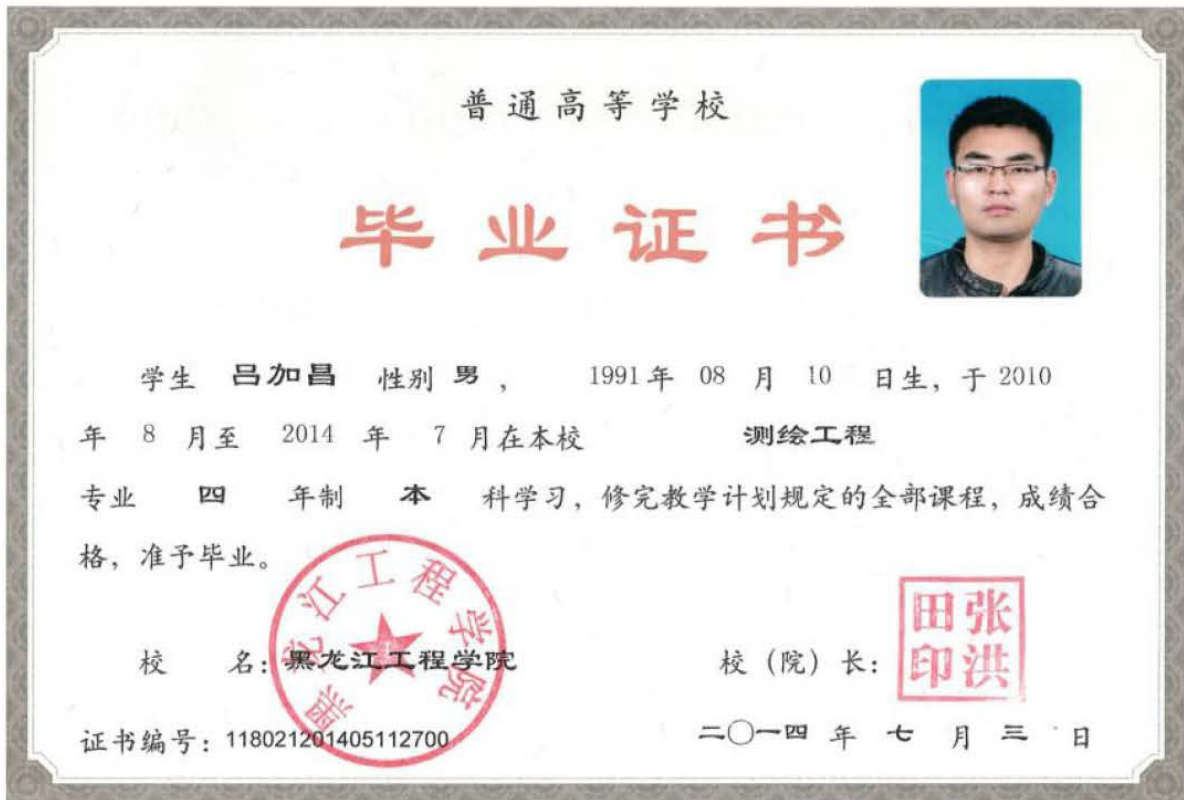 普通高等学校
毕业证书
学生 吕加昌 性别 男 , 1991年 08 月 10 日生, 于 2010
年 8 月至 2014 年 7 月在本校 测绘工程
专业 四 年制 本 科学习, 修完教学计划规定的全部课程, 成绩合
格, 准予毕业。
黑龙江工程学院
校 名: 黑龙江工程学院
校(院)长:
张洪田印
证书编号: 118021201405112700
二〇一四 年 七 月 三 日